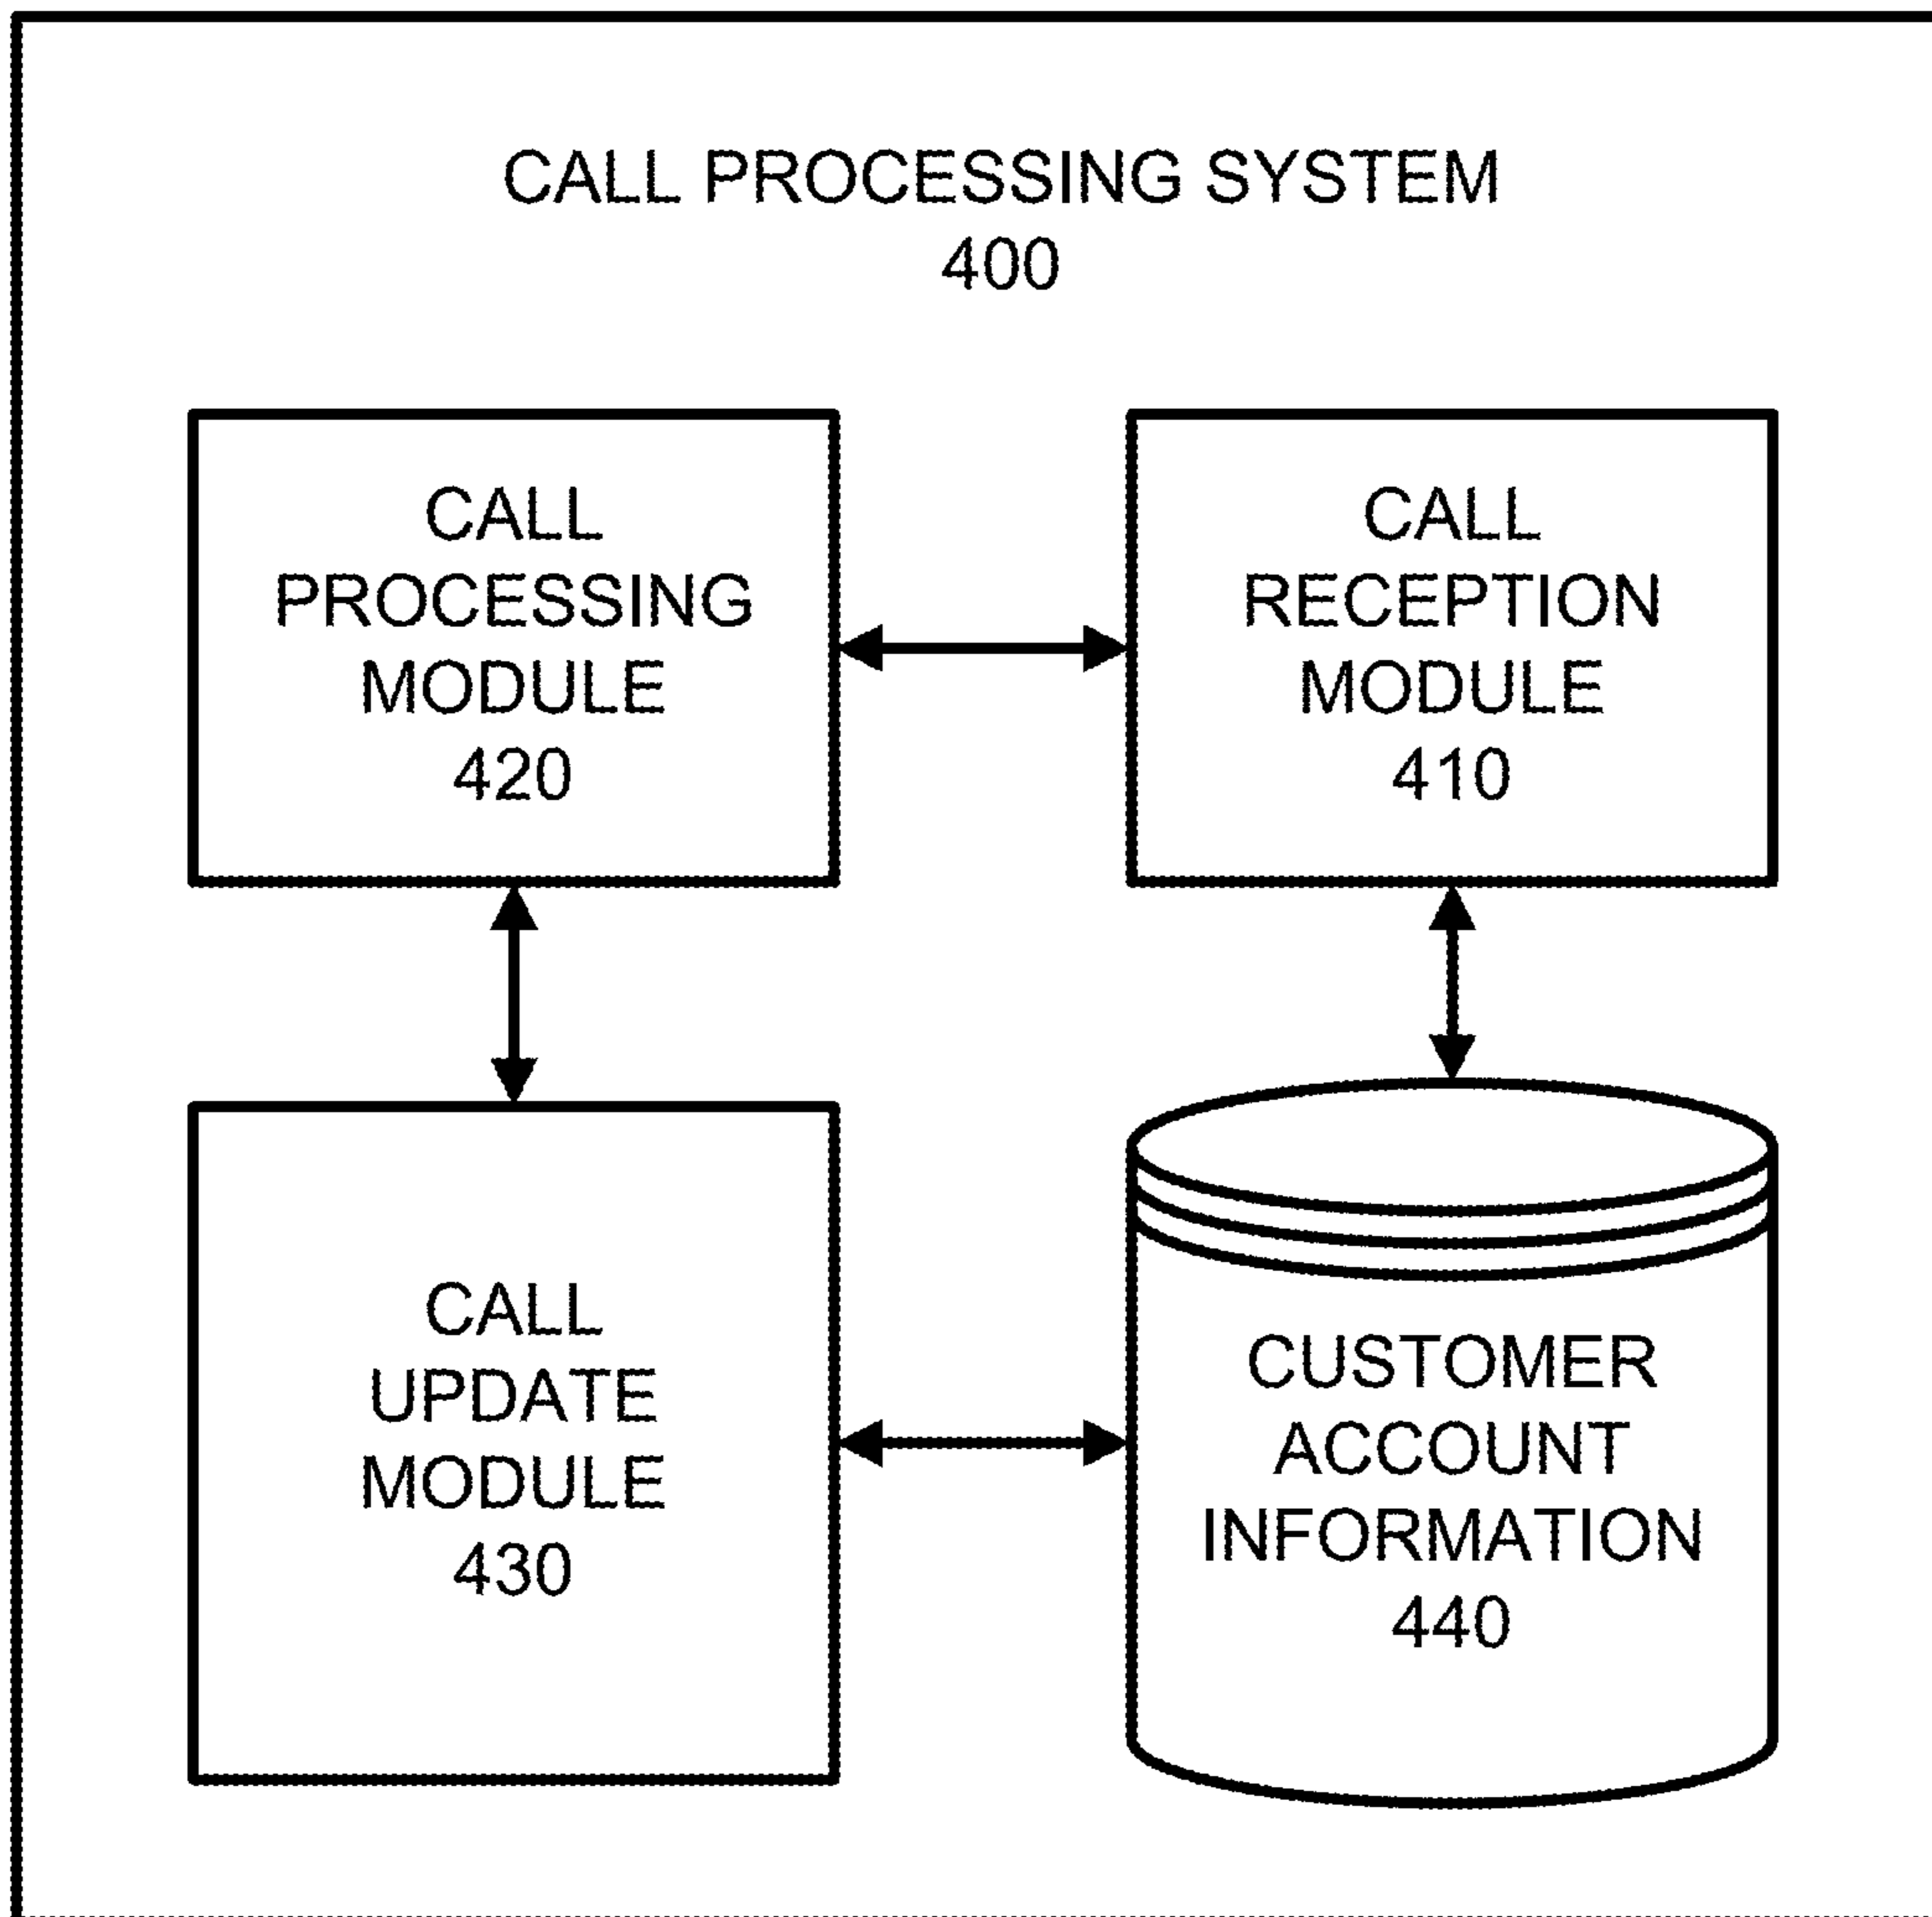 CALL PROCESSING SYSTEM
400
CALL
PROCESSING
MODULE
420
CALL
RECEPTION
MODULE
410
CALL
UPDATE
MODULE
430
CUSTOMER
ACCOUNT
INFORMATION
440